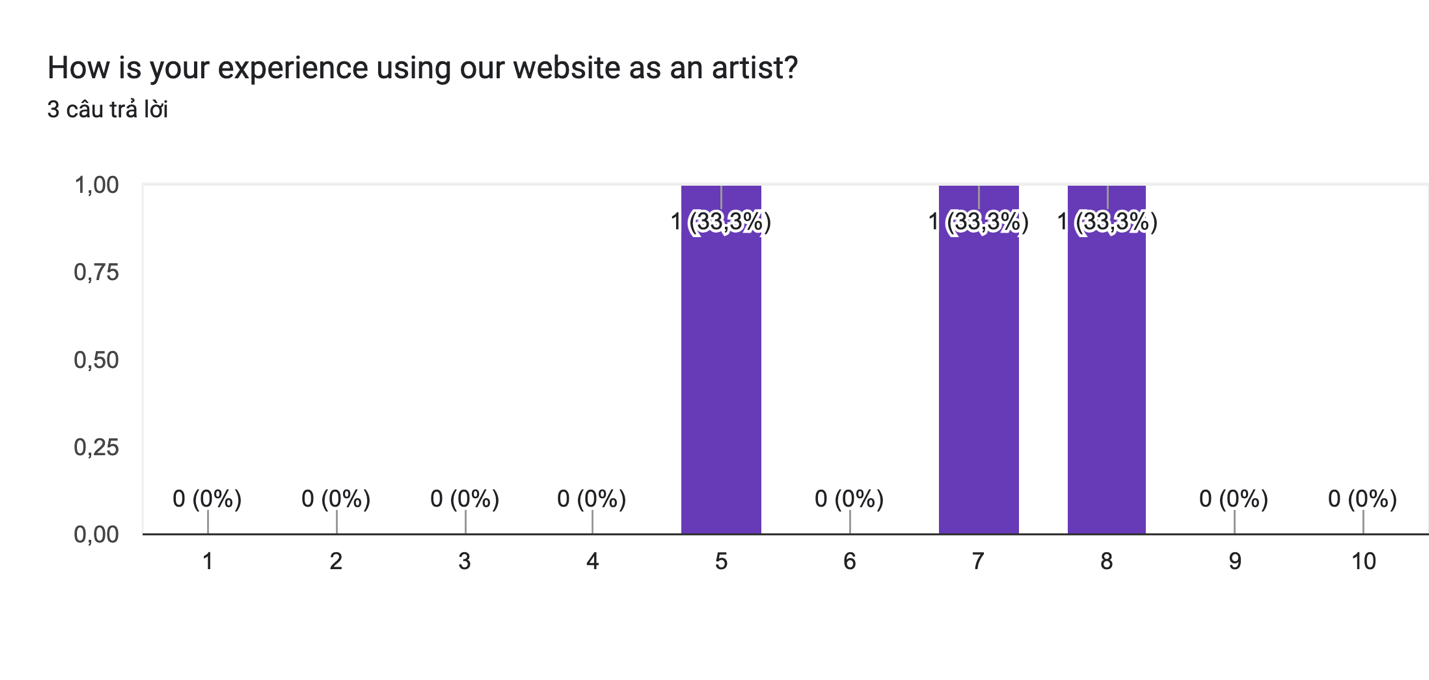 How is your experience using our website as an artist?
3 câu trả lời
1,00
1 (33,3%) 1 (33,3%) 1 (33,3%)
0,75
0,50
0,25
0 (0%) 0 (0%) 0 (0%) 0 (0%) 0 (0%) 0 (0%) 0 (0%)
0,00
1 2 3 4 5 6 7 8 9 10